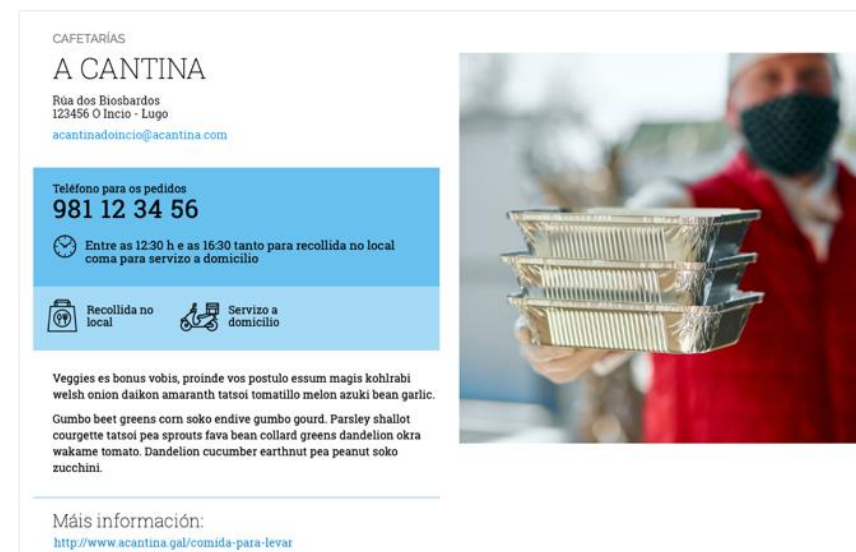 CAFETARÍAS
A CANTINA
Rúa dos Biosbardos
123456 O Incio - Lugo
acantinadoincio@acantina.com
Teléfono para os pedidos
981 12 34 56
Entre as 12:30 h e as 16:30 tanto para recollida no local
coma para servizo a domicilio
Recollida no
local
Servizo a
domicilio
Veggies es bonus vobis, proinde vos postulo essum magis kohlrabi
welsh onion daikon amaranth tatsoi tomatillo melon azuki bean garlic.
Gumbo beet greens corn soko endive gumbo gourd. Parsley shallot
courgette tatsoi pea sprouts fava bean collard greens dandelion okra
wakame tomato. Dandelion cucumber earthnut pea peanut soko
zucchini.
Máis información:
http://www.acantina.gal/comida-para-levar